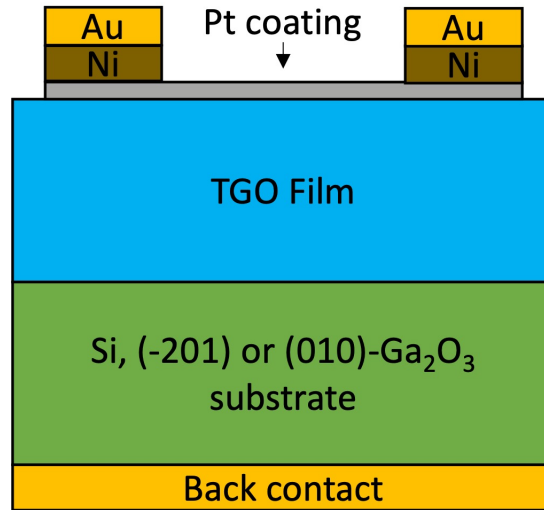 Au Pt coating Au
Ni Ni
TGO Film
Si, (-201) or (010)-Ga₂O₃
substrate
Back contact